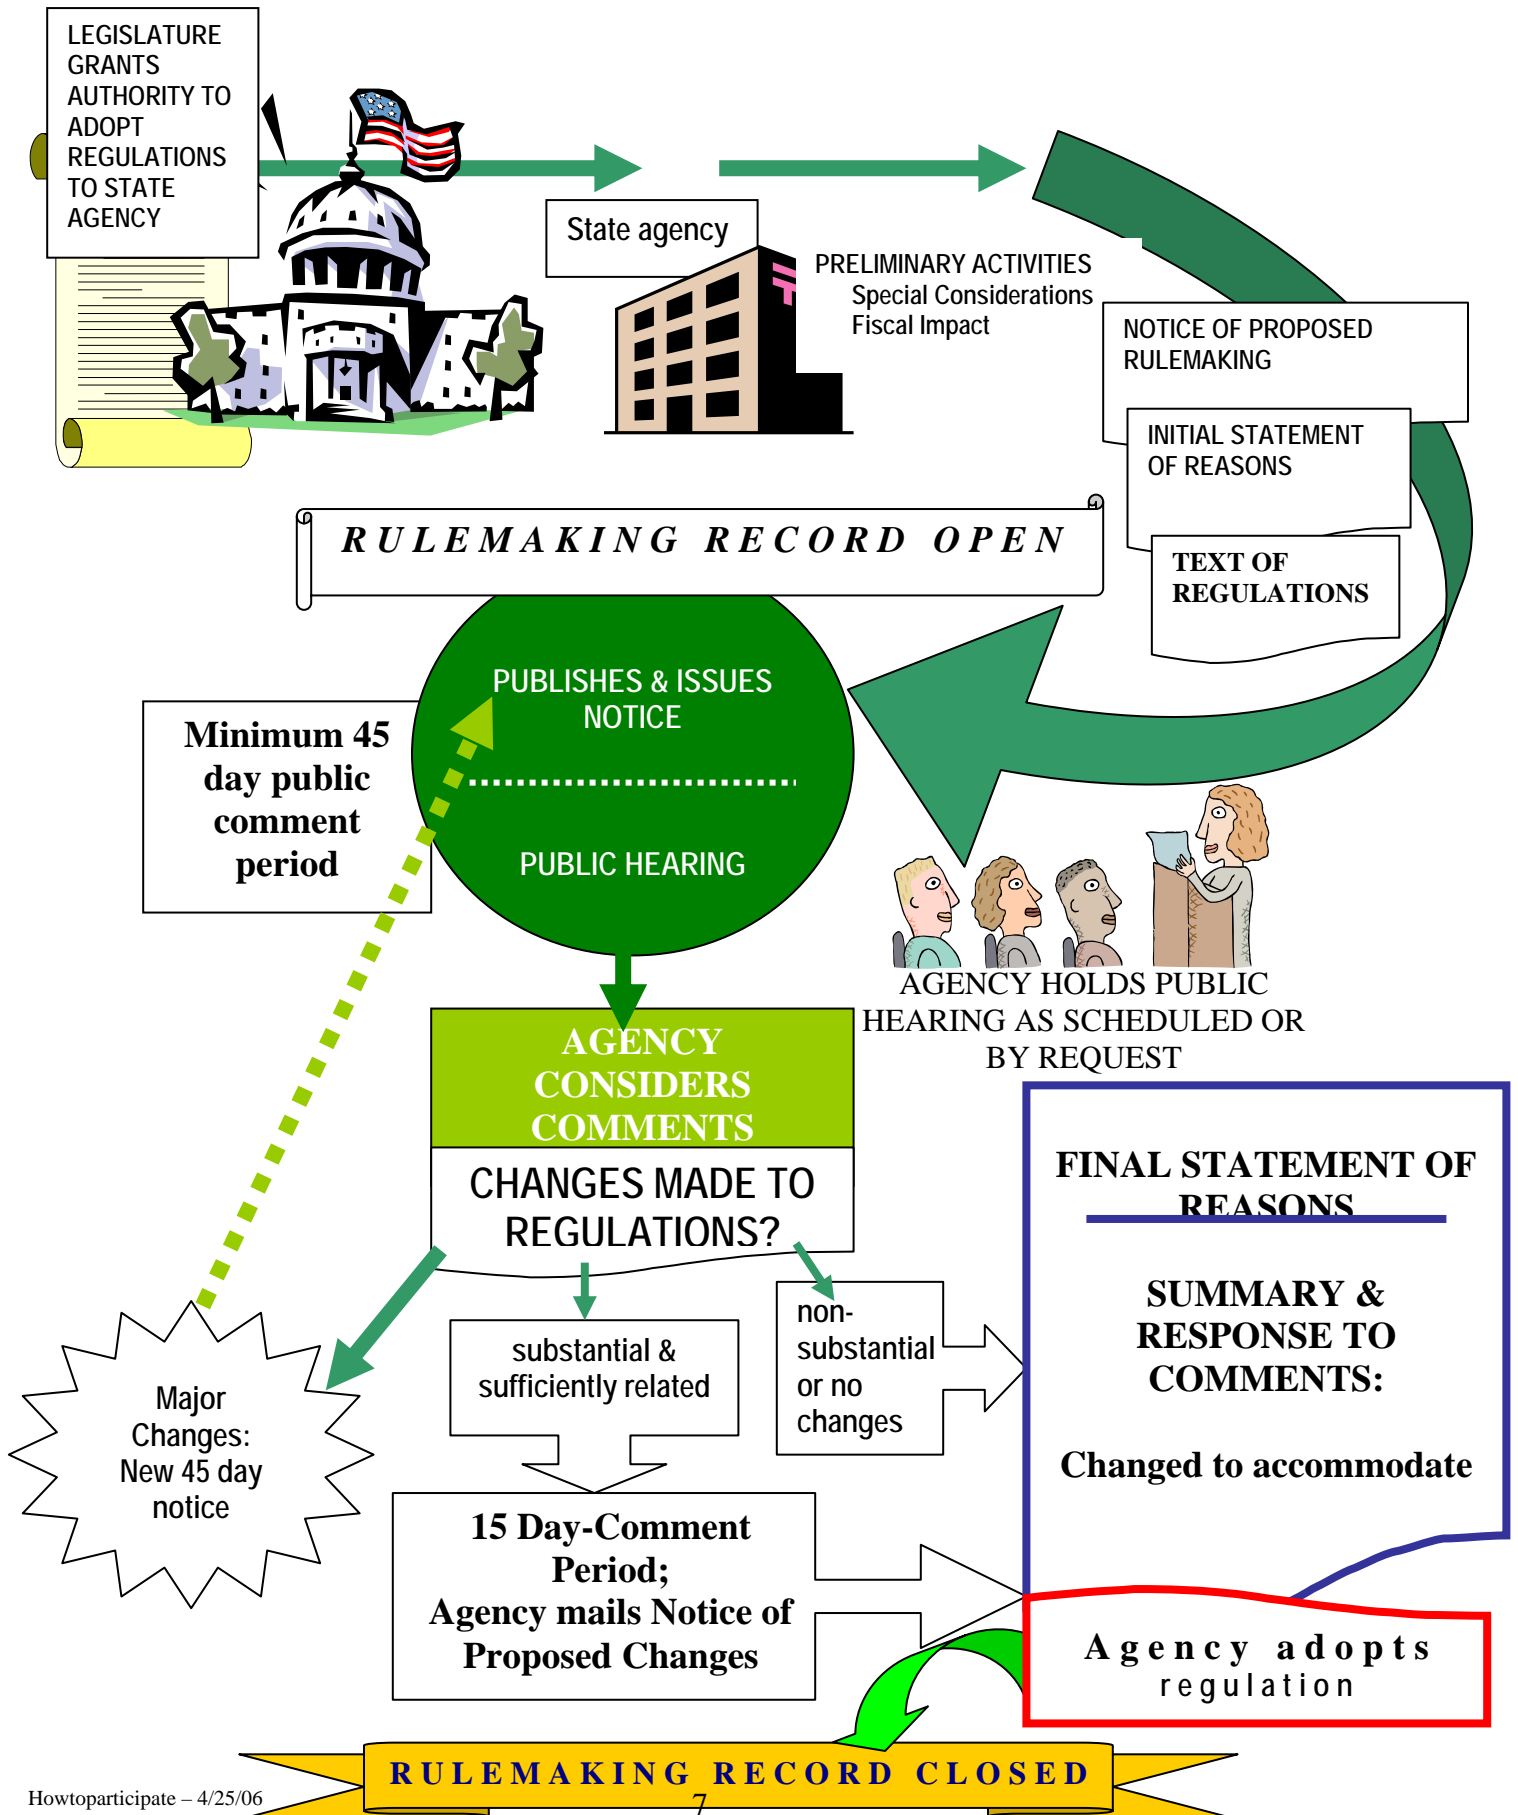 LEGISLATURE
GRANTS
AUTHORITY TO
ADOPT
REGULATIONS
TO STATE
AGENCY
State agency
PRELIMINARY ACTIVITIES
Special Considerations
Fiscal Impact
NOTICE OF PROPOSED
RULEMAKING
INITIAL STATEMENT
OF REASONS
TEXT OF
REGULATIONS
RULEMAKING RECORD OPEN
PUBLISHES & ISSUES
NOTICE
PUBLIC HEARING
Minimum 45
day public
comment
period
AGENCY HOLDS PUBLIC
HEARING AS SCHEDULED OR
BY REQUEST
AGENCY
CONSIDERS
COMMENTS
CHANGES MADE TO
REGULATIONS?
Major
Changes:
New 45 day
notice
substantial &
sufficiently related
non-
substantial
or no
changes
15 Day-Comment
Period;
Agency mails Notice of
Proposed Changes
FINAL STATEMENT OF
REASONS
SUMMARY &
RESPONSE TO
COMMENTS:
Changed to accommodate
Agency adopts
regulation
RULEMAKING RECORD CLOSED
Howtoparticipate – 4/25/06
7